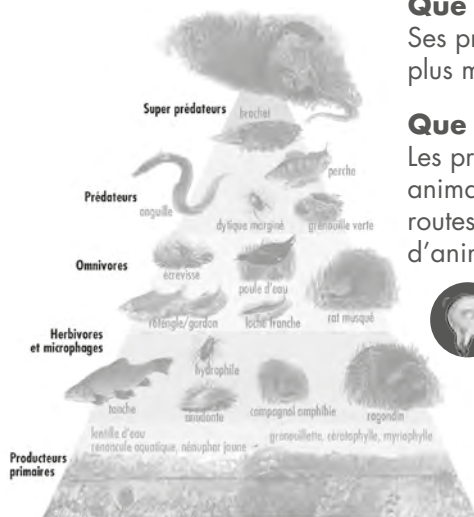 Que
Ses pr
plus m
Que
Les pr
anima
routes
d'anim
Super prédateurs
brochet
perche
Prédateurs
anguille
dytique marginé
grenouille verte
Omnivores
écrevisse
poule d'eau
rotengle/gardon
loche franche
rat musqué
Herbivores
et microphages
hydrophile
tanche
anodonte
campagnol amphibie
ragondin
lentille d'eau
renoncule aquatique, nénuphar jaune
grenouillette, cératophylle, myriophylle
Producteurs
primaires